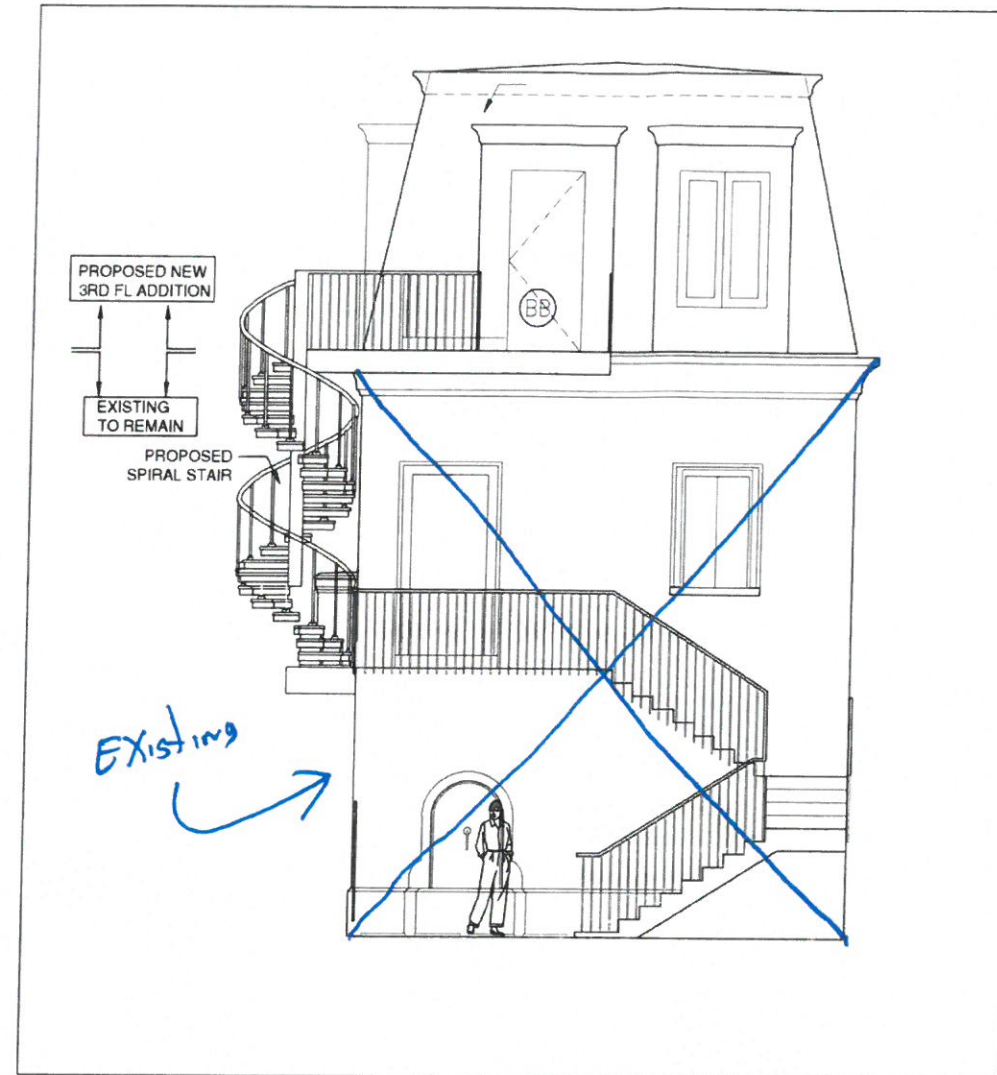 PROPOSED NEW
3RD FL ADDITION
EXISTING
TO REMAIN
PROPOSED
SPIRAL STAIR
BB
EXisting